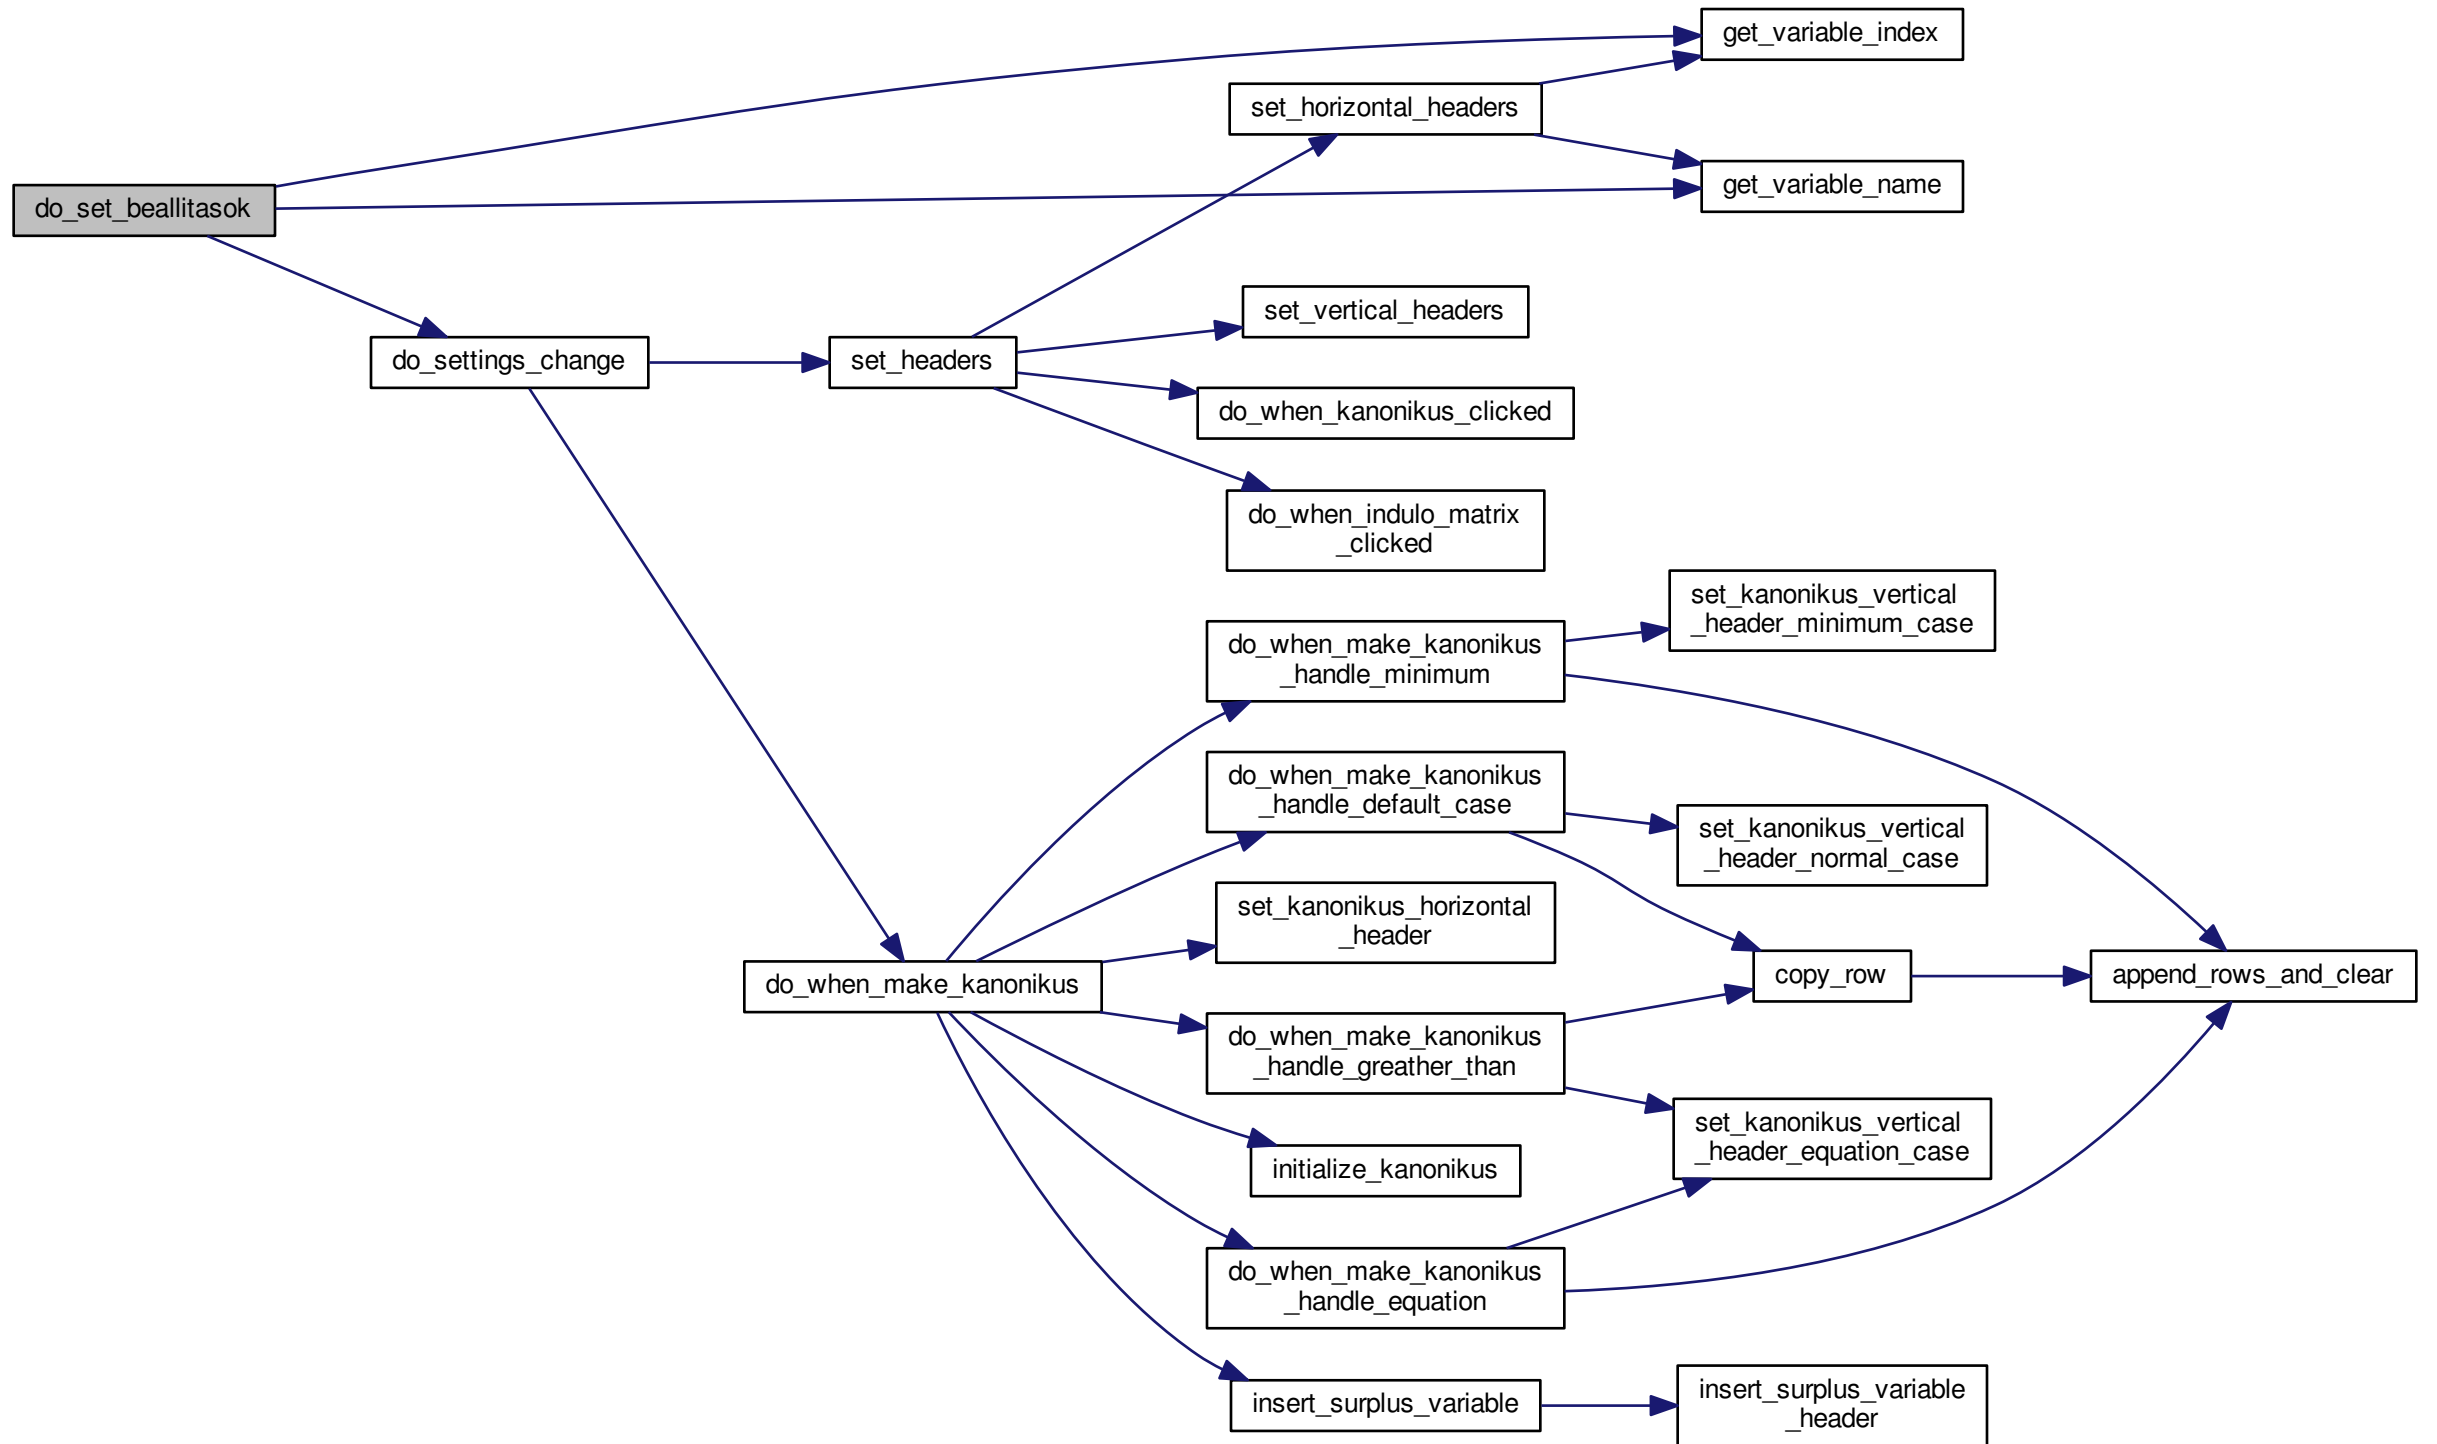 get_variable_index
set_horizontal_headers
get_variable_name
do_set_beallitasok
set_vertical_headers
do_settings_change
set_headers
do_when_kanonikus_clicked
do_when_indulo_matrix
_clicked
set_kanonikus_vertical
_header_minimum_case
do_when_make_kanonikus
_handle_minimum
do_when_make_kanonikus
_handle_default_case
set_kanonikus_vertical
_header_normal_case
set_kanonikus_horizontal
_header
do_when_make_kanonikus
copy_row
append_rows_and_clear
do_when_make_kanonikus
_handle_greather_than
set_kanonikus_vertical
_header_equation_case
initialize_kanonikus
do_when_make_kanonikus
_handle_equation
insert_surplus_variable
insert_surplus_variable
_header